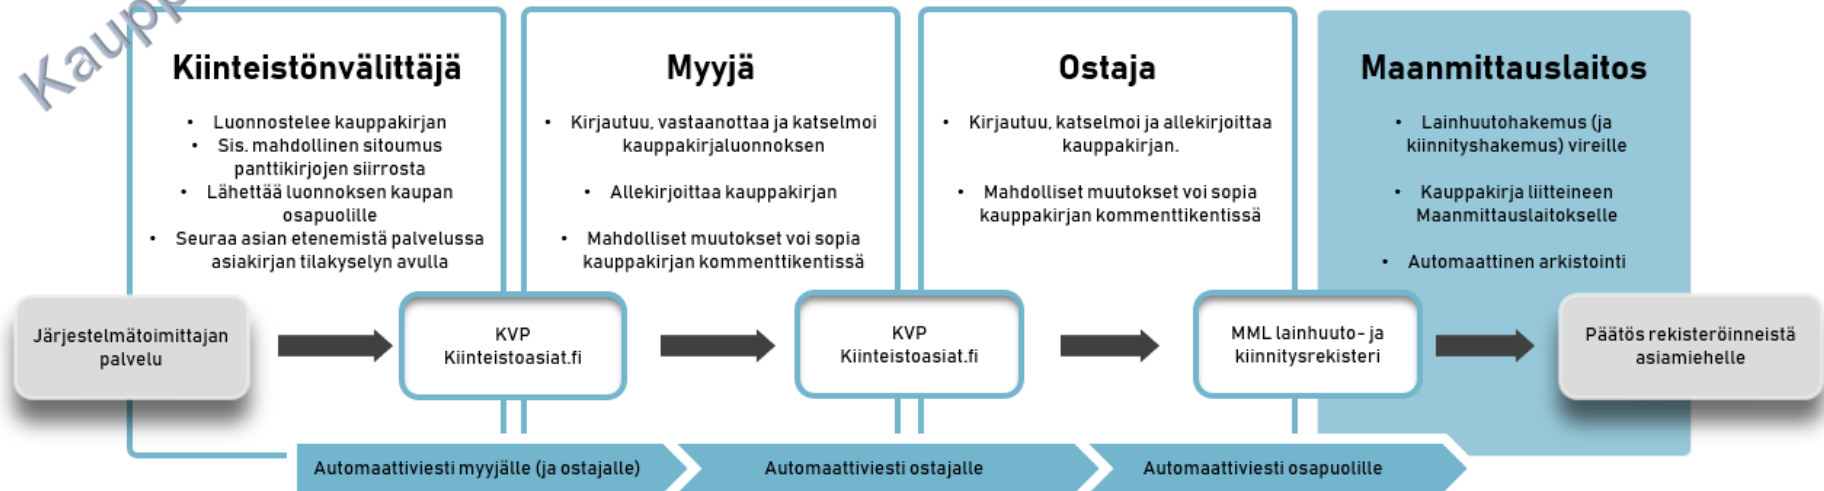 Kiinteistönvälittäjä
• Luonnostelee kauppakirjan
• Sis. mahdollinen sitoumus
panttikirjojen siirrosta
• Lähettää luonnoksen kaupan
osapuolille
• Seuraa asian etenemistä palvelussa
asiakirjan tilakyselyn avulla
Myyjä
• Kirjautuu, vastaanottaa ja katselmoi
kauppakirjaluonnoksen
• Allekirjoittaa kauppakirjan
• Mahdolliset muutokset voi sopia
kauppakirjan kommenttikentissä
Ostaja
• Kirjautuu, katselmoi ja allekirjoittaa
kauppakirjan.
• Mahdolliset muutokset voi sopia
kauppakirjan kommenttikentissä
Maanmittauslaitos
• Lainhuutohakemus (ja
kiinnityshakemus) vireille
• Kauppakirja liitteineen
Maanmittauslaitokselle
• Automaattinen arkistointi
Järjestelmätoimittajan
palvelu
KVP
Kiinteistoasiat.fi
KVP
Kiinteistoasiat.fi
MML lainhuuto- ja
kiinnitysrekisteri
Päätös rekisteröinneistä
asiamiehelle
Automaattiviesti myyjälle (ja ostajalle)
Automaattiviesti ostajalle
Automaattiviesti osapuolille